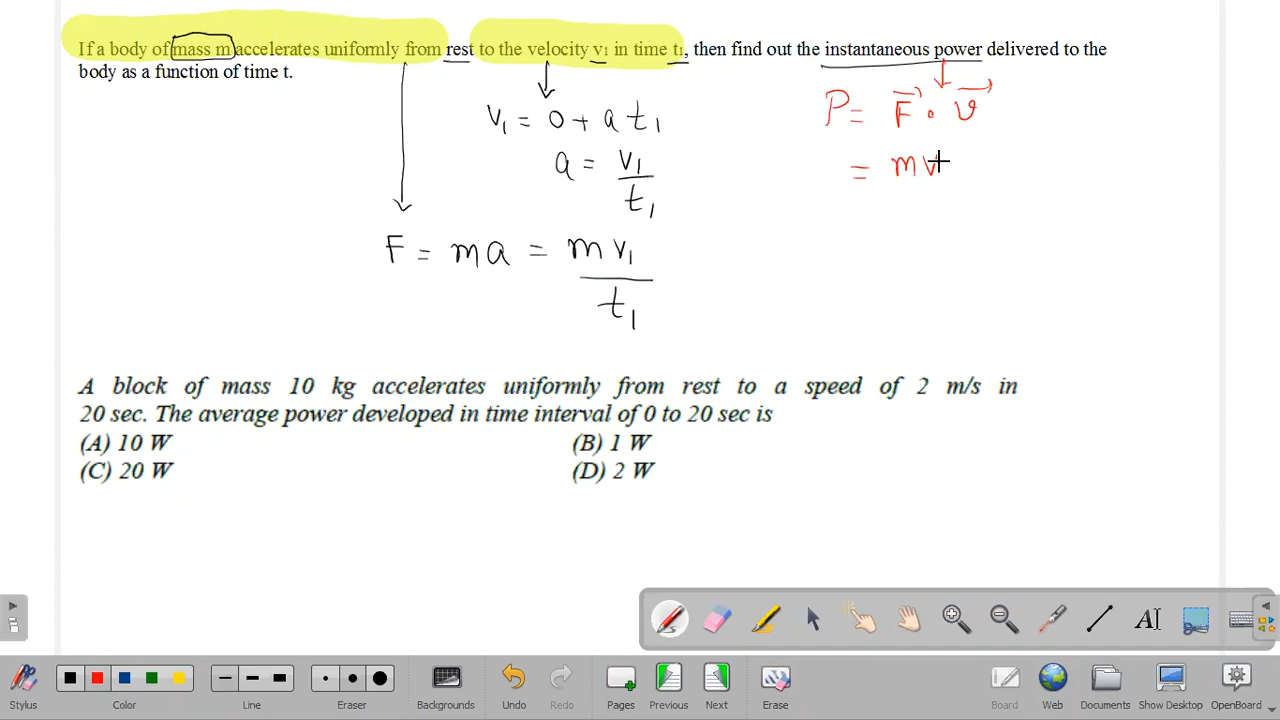 If a body of mass m accelerates uniformly from rest to the velocity v₁ in time t₁, then find out the instantaneous power delivered to the
body as a function of time t.
V₁ = 0 + a t₁
a = V₁/t₁
F = ma = m V₁/t₁
P = F⃗ · v⃗
= m V
A block of mass 10 kg accelerates uniformly from rest to a speed of 2 m/s in
20 sec. The average power developed in time interval of 0 to 20 sec is
(A) 10 W (B) 1 W
(C) 20 W (D) 2 W
Stylus Color Line Eraser Backgrounds Undo Redo Pages Previous Next Erase Board Web Documents Show Desktop OpenBoard